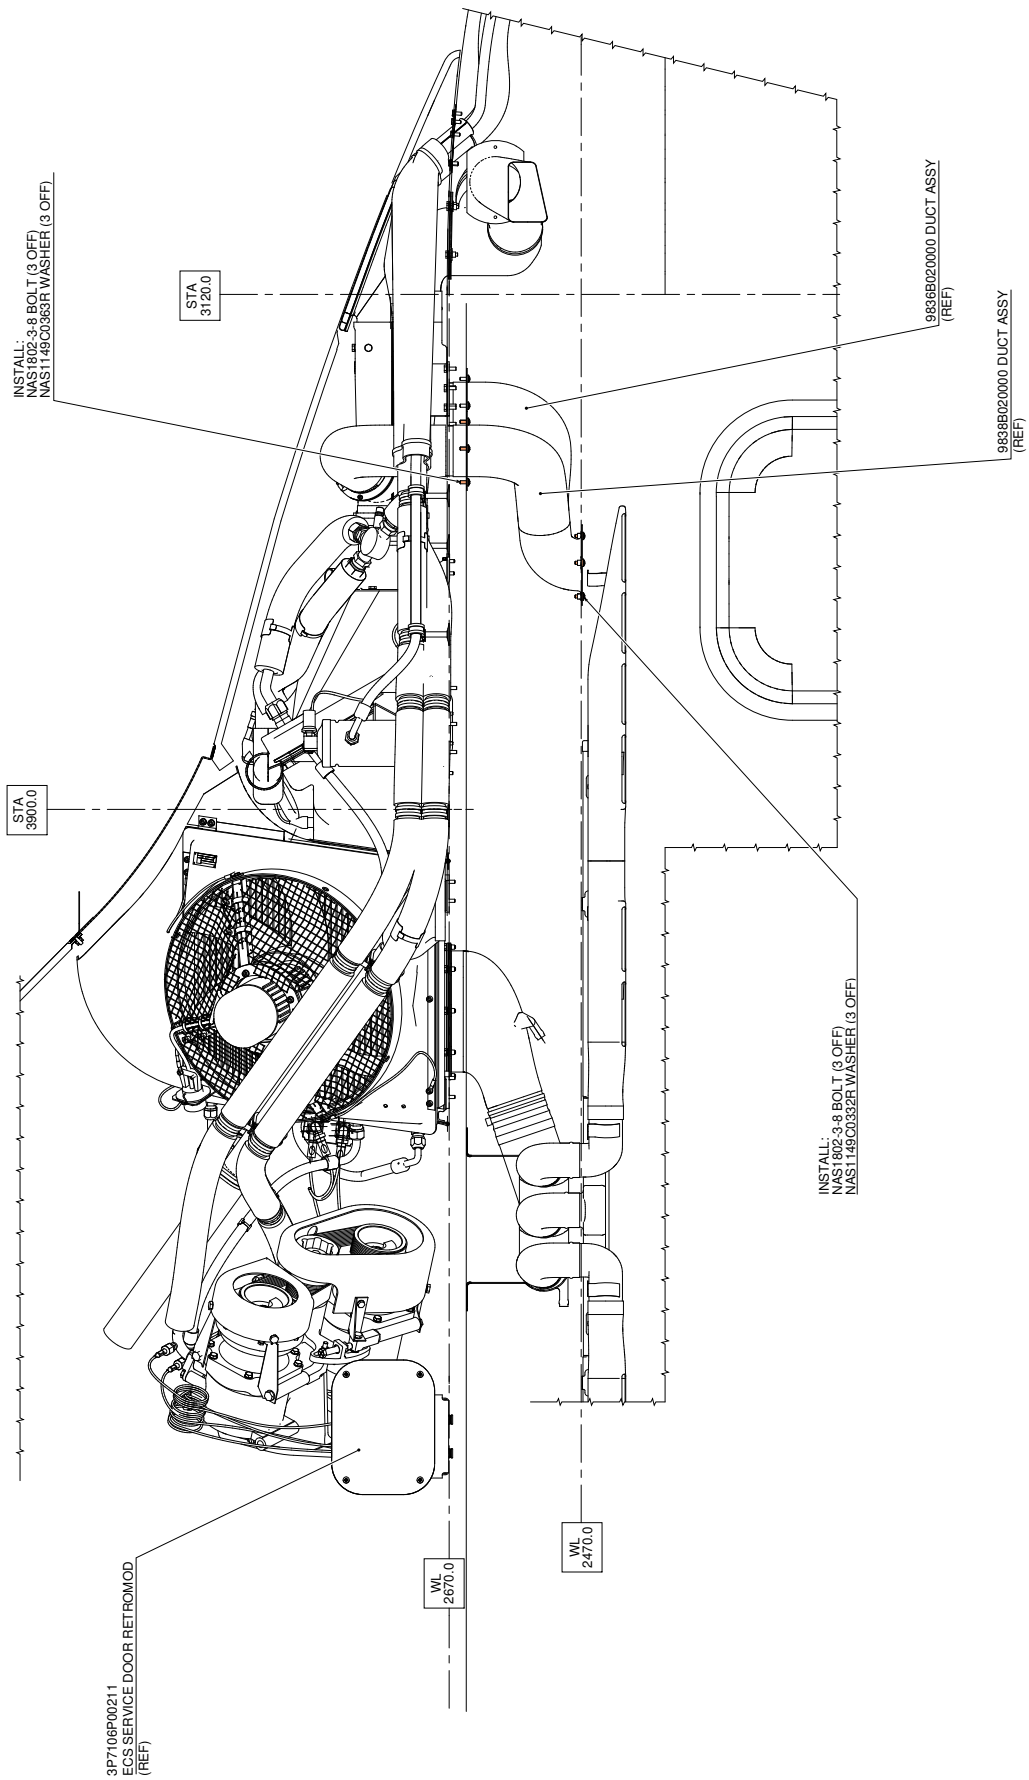 INSTALL:
NAS1802-3-8 BOLT (3 OFF)
NAS1149C0363R WASHER (3 OFF)
STA
3120.0
9836B020000 DUCT ASSY
(REF)
9838B020000 DUCT ASSY
(REF)
STA
3900.0
INSTALL:
NAS1802-3-8 BOLT (3 OFF)
NAS1149C0332R WASHER (3 OFF)
WL
2470.0
WL
2670.0
3P7106P00211
ECS SERVICE DOOR RETROMOD
(REF)